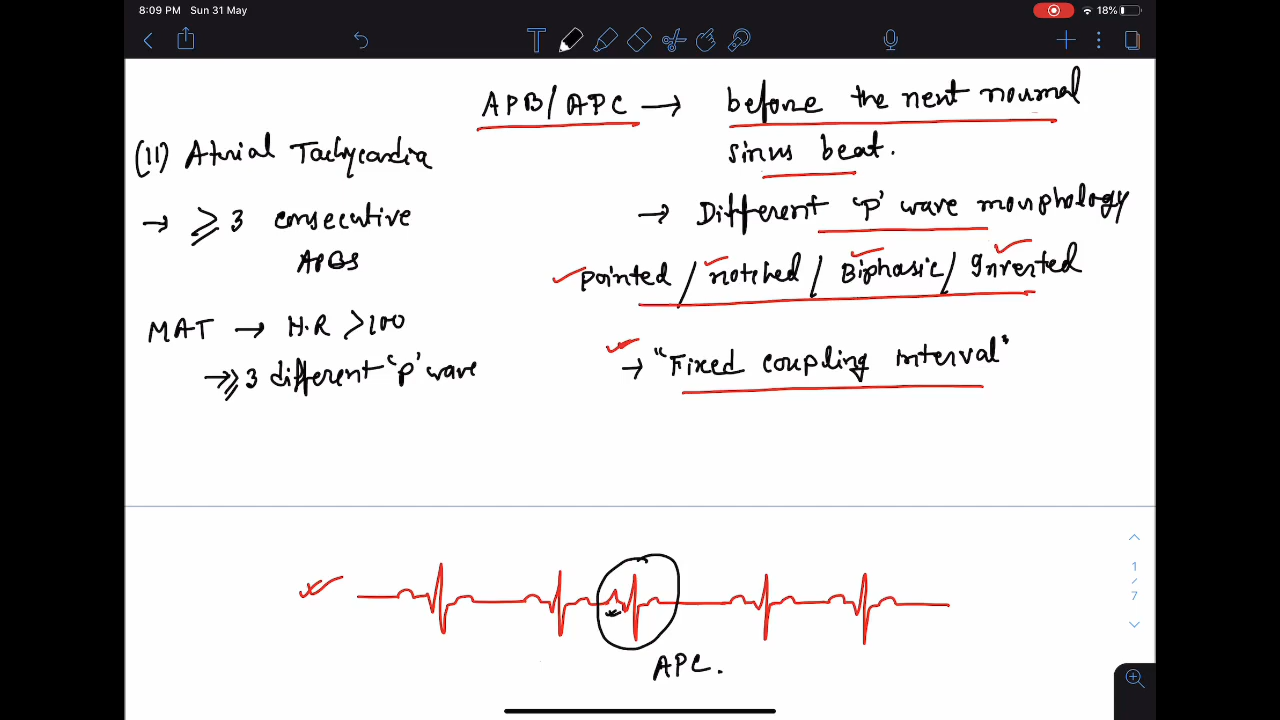 8:09 PM Sun 31 May
18%
T
APB/APC → before the next normal
sinus beat.
(11) Atrial Tachycardia
→ Different 'p' wave morphology
→ ≥ 3 consecutive
APCs
pointed / notched / Biphasic / Inverted
MAT → H.R >100
→ ≥ 3 different 'p' wave
→ "Fixed coupling interval"
1
/
7
APC.